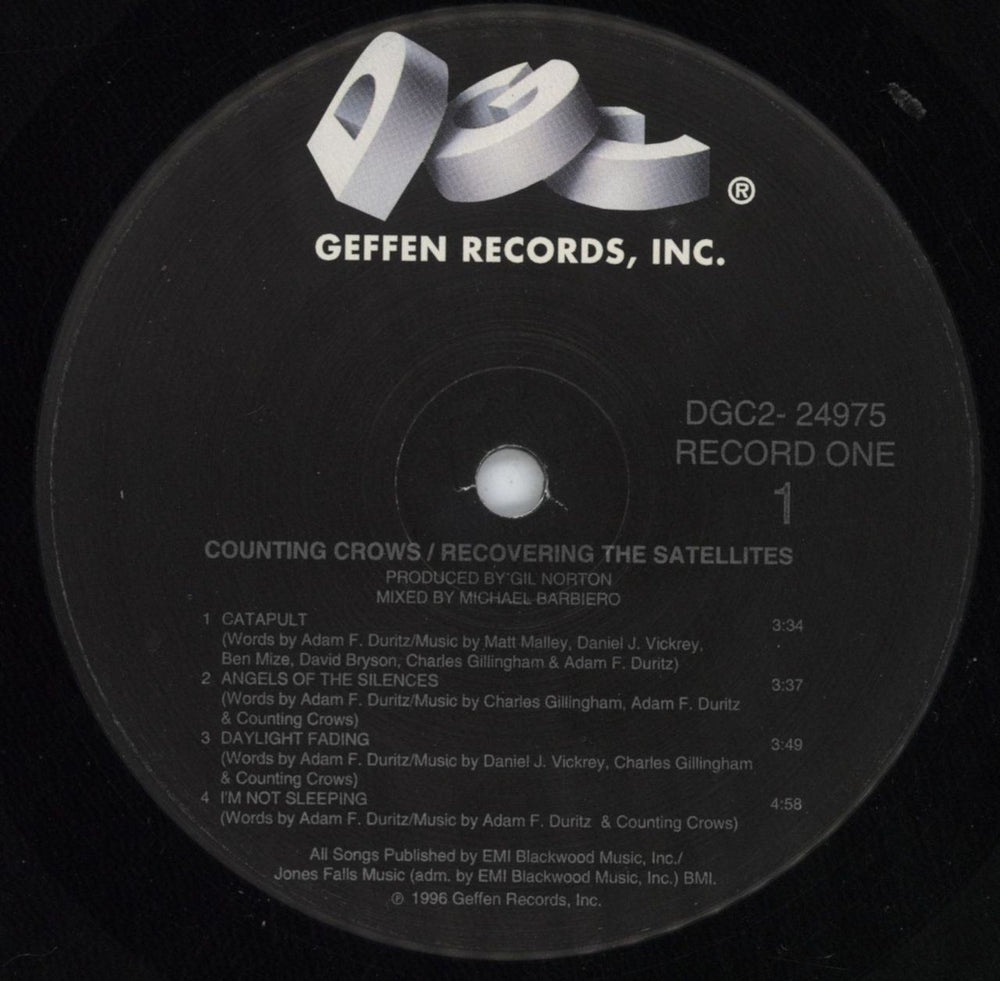 DGC®
GEFFEN RECORDS, INC.
DGC2- 24975
RECORD ONE
1
COUNTING CROWS / RECOVERING THE SATELLITES
PRODUCED BY GIL NORTON
MIXED BY MICHAEL BARBIERO
1 CATAPULT 3:34
(Words by Adam F. Duritz/Music by Matt Malley, Daniel J. Vickrey,
Ben Mize, David Bryson, Charles Gillingham & Adam F. Duritz)
2 ANGELS OF THE SILENCES 3:37
(Words by Adam F. Duritz/Music by Charles Gillingham, Adam F. Duritz
& Counting Crows)
3 DAYLIGHT FADING 3:49
(Words by Adam F. Duritz/Music by Daniel J. Vickrey, Charles Gillingham
& Counting Crows)
4 I'M NOT SLEEPING 4:58
(Words by Adam F. Duritz/Music by Adam F. Duritz & Counting Crows)
All Songs Published by EMI Blackwood Music, Inc./
Jones Falls Music (adm. by EMI Blackwood Music, Inc.) BMI.
℗ 1996 Geffen Records, Inc.